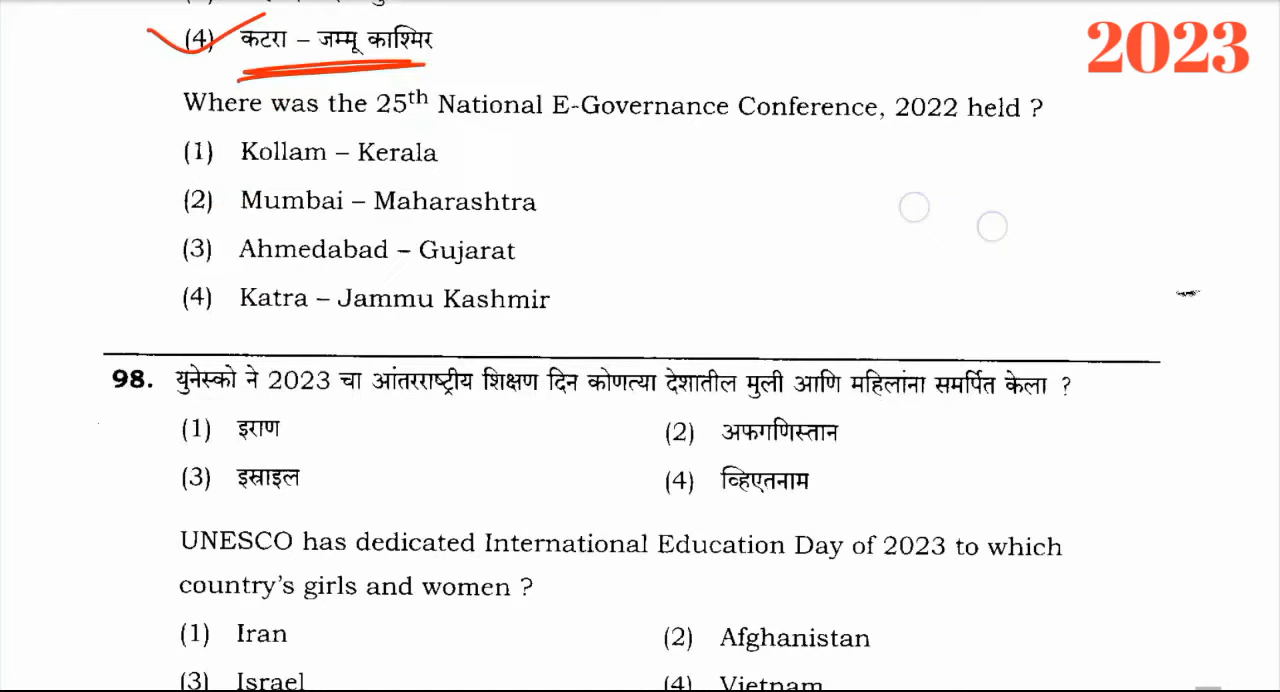 (4) कटरा – जम्मू काश्मिर
2023
Where was the 25th National E-Governance Conference, 2022 held ?
(1) Kollam – Kerala
(2) Mumbai – Maharashtra
(3) Ahmedabad – Gujarat
(4) Katra – Jammu Kashmir
98. युनेस्को ने 2023 चा आंतरराष्ट्रीय शिक्षण दिन कोणत्या देशातील मुली आणि महिलांना समर्पित केला ?
(1) इराण (2) अफगणिस्तान
(3) इस्राइल (4) व्हिएतनाम
UNESCO has dedicated International Education Day of 2023 to which
country's girls and women ?
(1) Iran (2) Afghanistan
(3) Israel (4) Vietnam